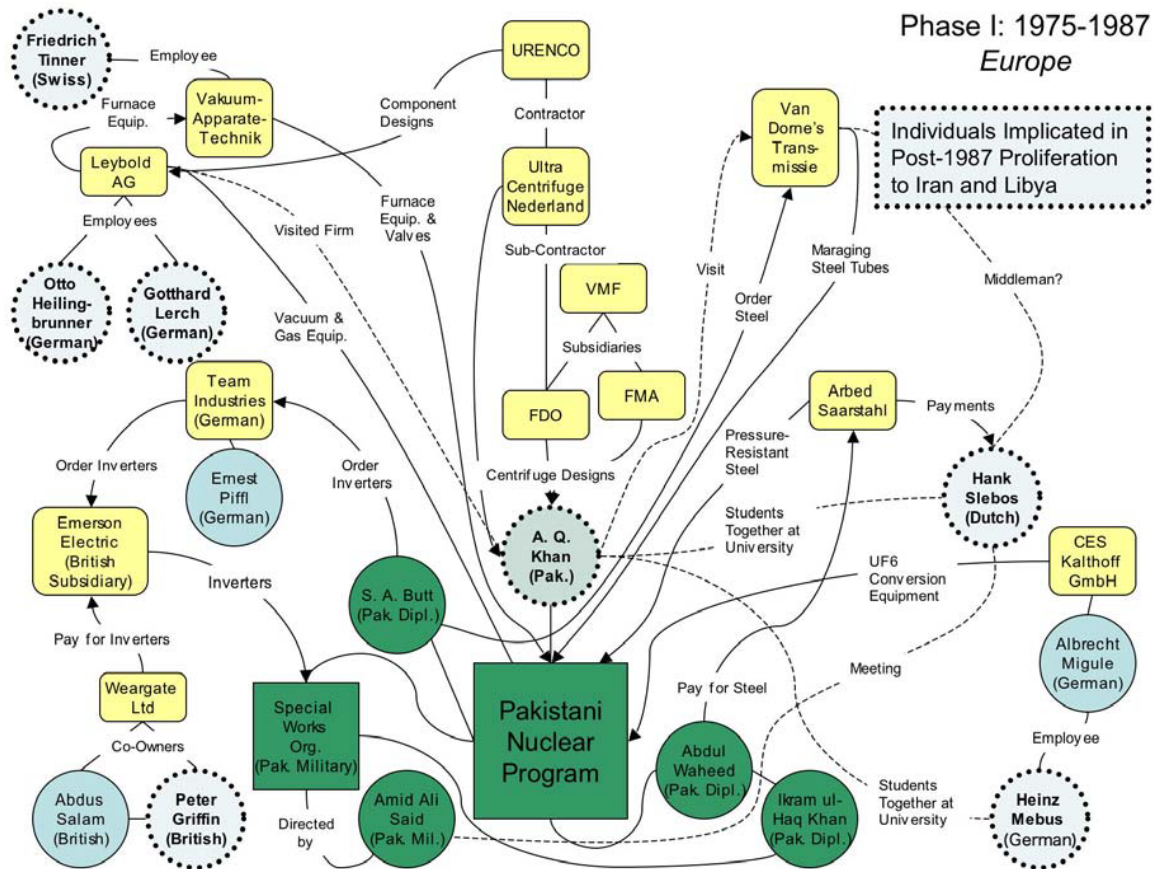 Phase I: 1975-1987
Europe
Friedrich
Tinner
(Swiss)
Employee
URENCO
Furnace
Equip.
Vakuum-
Apparate-
Technik
Component
Designs
Contractor
Van
Dorne's
Trans-
missie
Individuals Implicated in
Post-1987 Proliferation
to Iran and Libya
Leybold
AG
Ultra
Centrifuge
Nederland
Employees
Visited Firm
Furnace
Equip. &
Valves
Sub-Contractor
Visit
Maraging
Steel Tubes
Middleman?
Otto
Heiling-
brunner
(German)
Gotthard
Lerch
(German)
VMF
Order
Steel
Vacuum &
Gas Equip.
Subsidiaries
Team
Industries
(German)
FDO
FMA
Arbed
Saarstahl
Payments
Order Inverters
Ernest
Piffl
(German)
Order
Inverters
Centrifuge Designs
Pressure-
Resistant
Steel
Hank
Slebos
(Dutch)
Emerson
Electric
(British
Subsidiary)
Inverters
A. Q.
Khan
(Pak.)
Students
Together at
University
UF6
Conversion
Equipment
CES
Kalthoff
GmbH
S. A. Butt
(Pak. Dipl.)
Pay for Inverters
Albrecht
Migule
(German)
Meeting
Weargate
Ltd
Special
Works
Org.
(Pak. Military)
Pakistani
Nuclear
Program
Pay for Steel
Co-Owners
Abdul
Waheed
(Pak. Dipl.)
Employee
Abdus
Salam
(British)
Peter
Griffin
(British)
Directed
by
Amid Ali
Said
(Pak. Mil.)
Ikram ul-
Haq Khan
(Pak. Dipl.)
Students
Together at
University
Heinz
Mebus
(German)